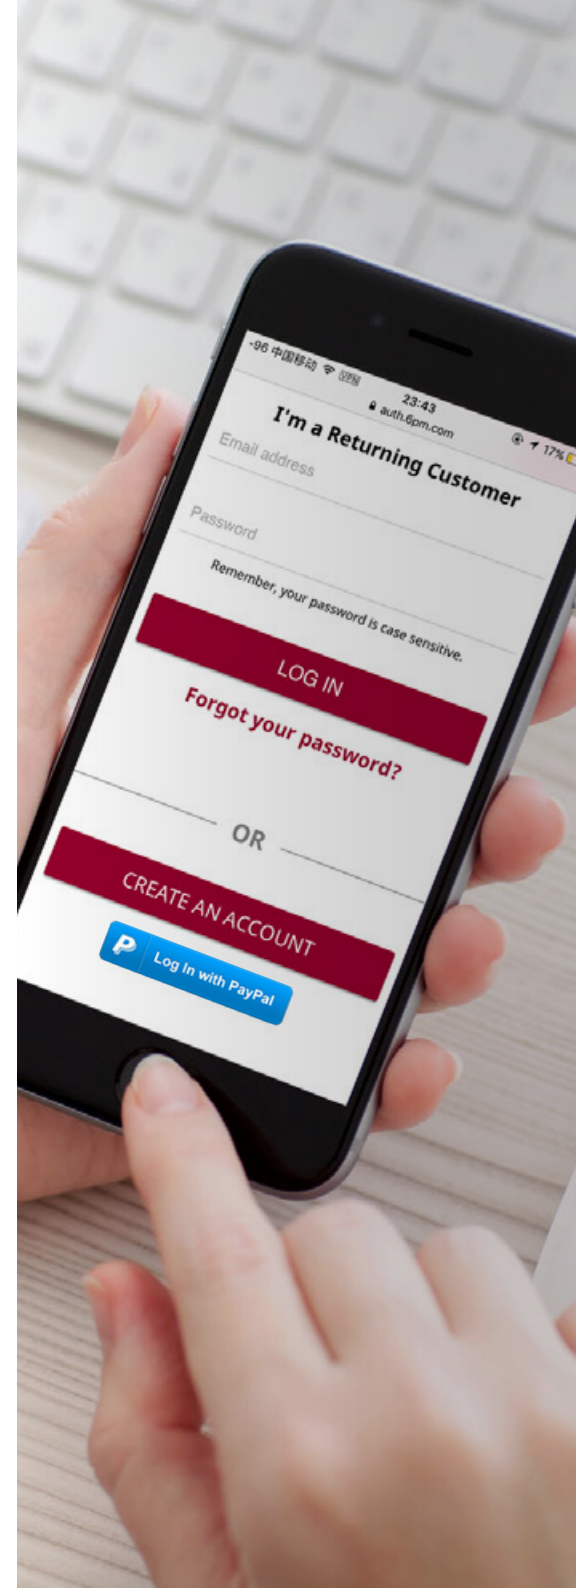 -96 中国移动 VPN 23:43 17%
auth.6pm.com
I'm a Returning Customer
Email address
Password
Remember, your password is case sensitive.
LOG IN
Forgot your password?
OR
CREATE AN ACCOUNT
Log In with PayPal